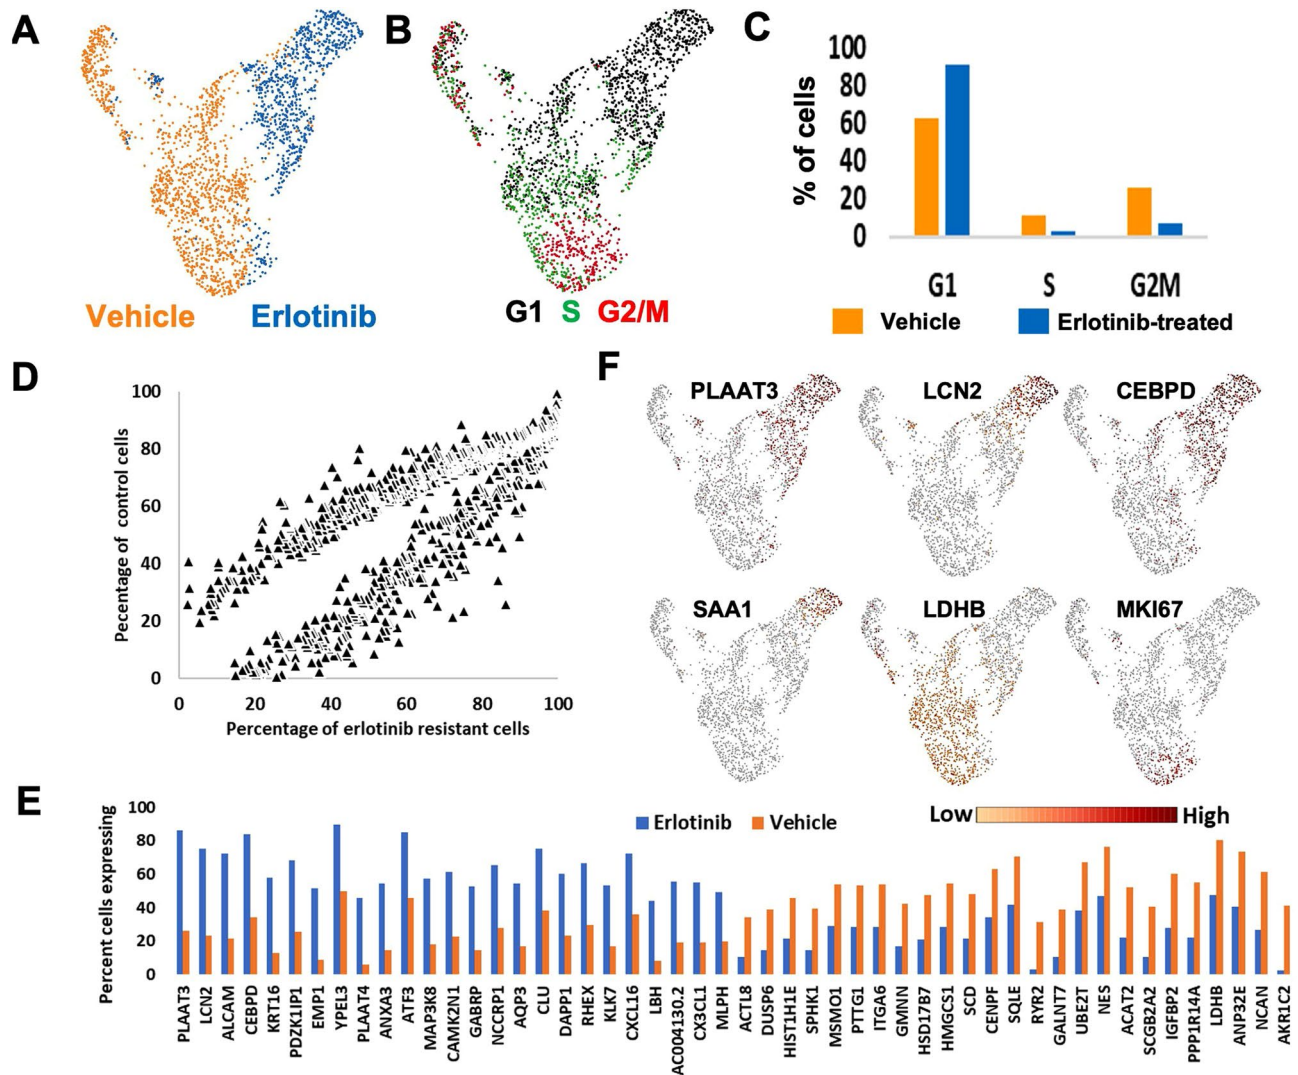 A
Vehicle Erlotinib
B
G1 S G2/M
C
% of cells
100
80
60
40
20
0
G1 S G2M
Vehicle Erlotinib-treated
D
Pecentage of control cells
100
80
60
40
20
0
0 20 40 60 80 100
Percentage of erlotinib resistant cells
F
PLAAT3 LCN2 CEBPD
SAA1 LDHB MKI67
Low High
E
Percent cells expressing
100
80
60
40
20
0
Erlotinib Vehicle
PLAAT3
LCN2
ALCAM
CEBPD
KRT16
PDZK1IP1
EMP1
YPEL3
PLAAT4
ANXA3
ATF3
MAP3K8
CAMK2N1
GABRP
NCCRP1
AQP3
CLU
DAPP1
RHEX
KLK7
CXCL16
LBH
AC004130.2
CX3CL1
MLPH
ACTL8
DUSP6
HIST1H1E
SPHK1
MSMO1
PTTG1
ITGA6
GMNN
HSD17B7
HMGCS1
SCD
CENPF
SQLE
RYR2
GALNT7
UBE2T
NES
ACAT2
SCGB2A2
IGFBP2
PPP1R14A
LDHB
ANP32E
NCAN
AKR1C2